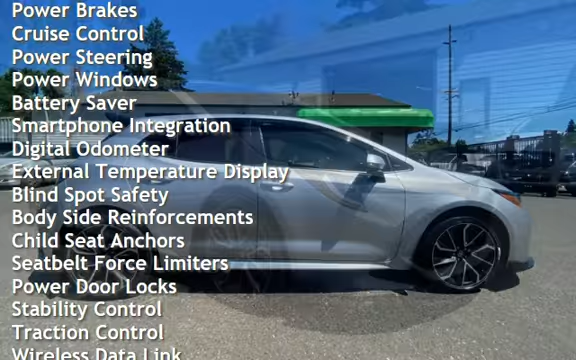 Power Brakes
Cruise Control
Power Steering
Power Windows
Battery Saver
Smartphone Integration
Digital Odometer
External Temperature Display
Blind Spot Safety
Body Side Reinforcements
Child Seat Anchors
Seatbelt Force Limiters
Power Door Locks
Stability Control
Traction Control
Wireless Data Link